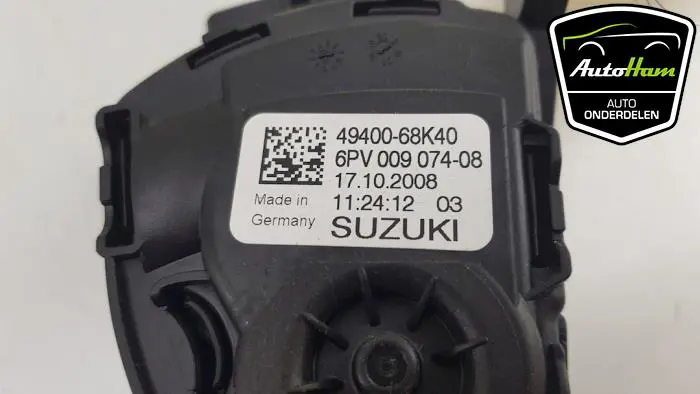 49400-68K40
6PV 009 074-08
17.10.2008
Made in
Germany
11:24:12 03
SUZUKI
AutoHam
AUTO
ONDERDELEN